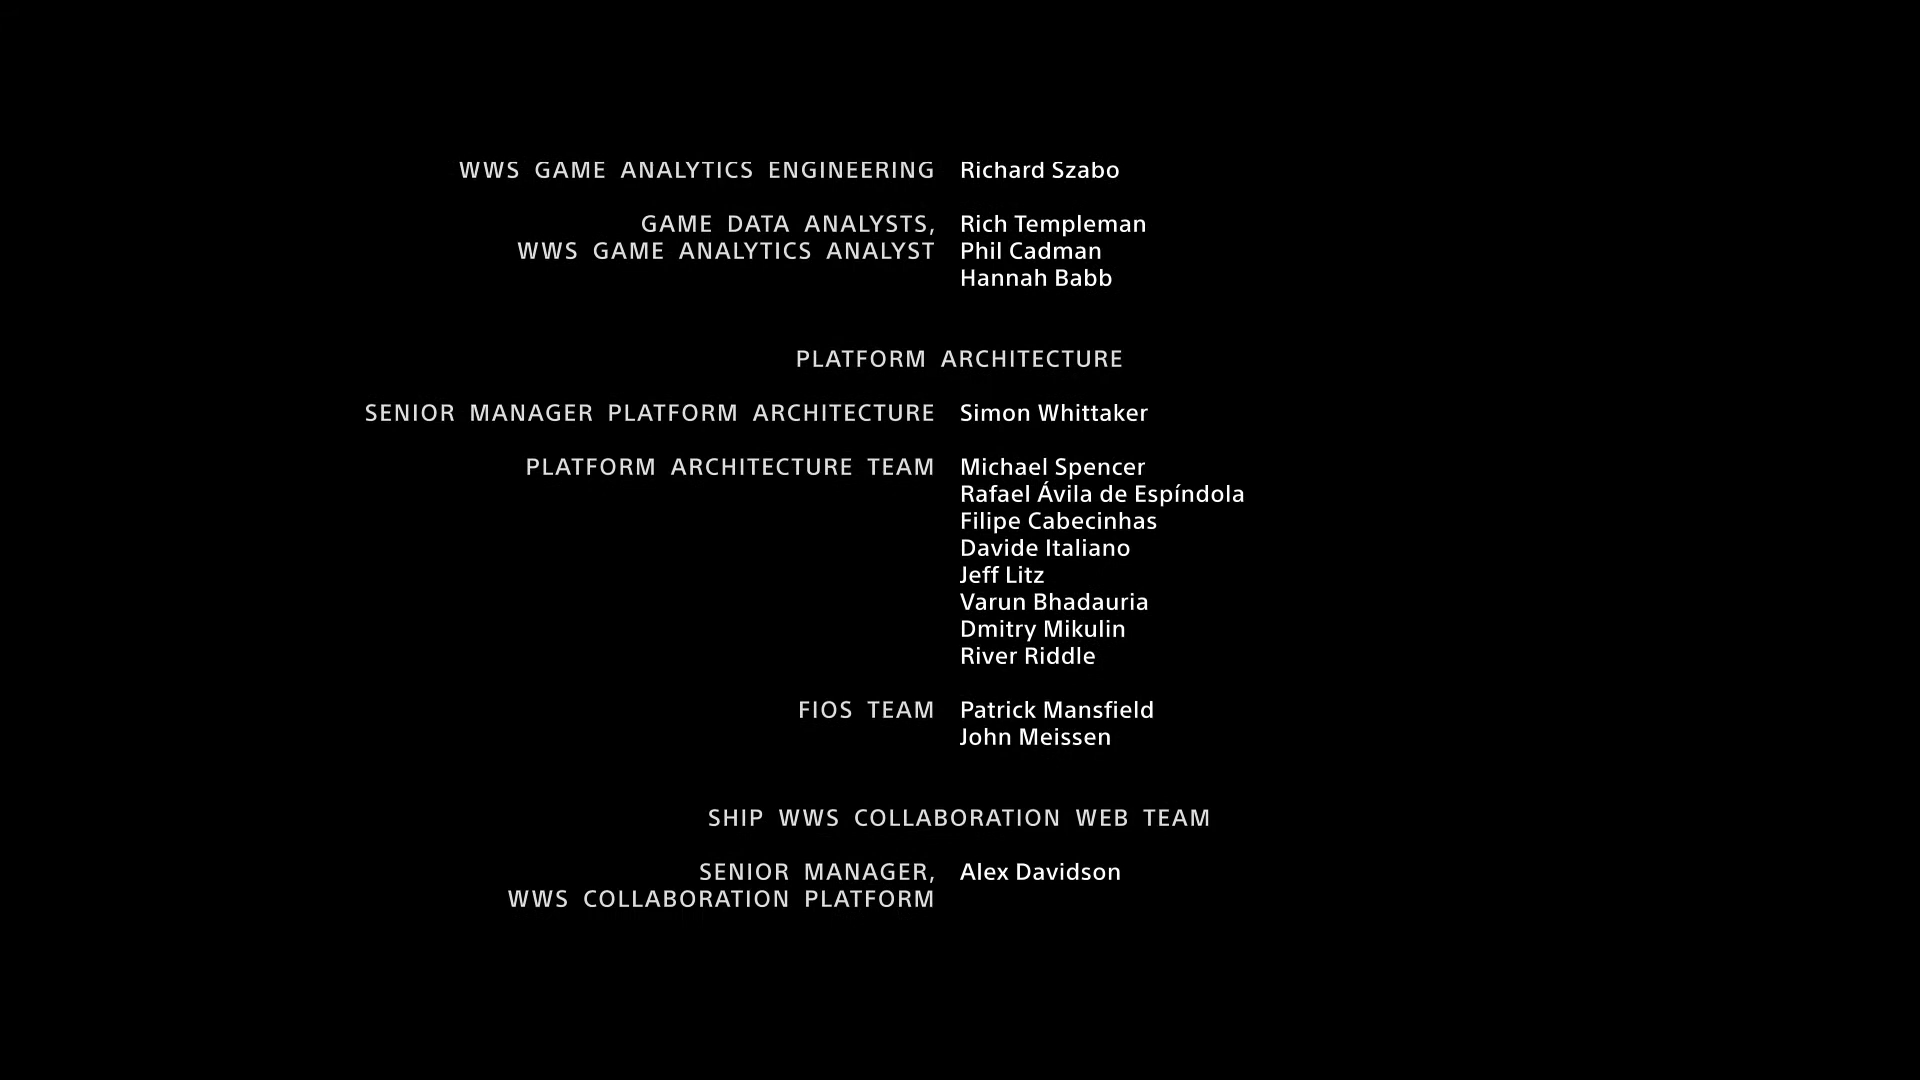 WWS GAME ANALYTICS ENGINEERING Richard Szabo
GAME DATA ANALYSTS, Rich Templeman
WWS GAME ANALYTICS ANALYST Phil Cadman
Hannah Babb
PLATFORM ARCHITECTURE
SENIOR MANAGER PLATFORM ARCHITECTURE Simon Whittaker
PLATFORM ARCHITECTURE TEAM Michael Spencer
Rafael Ávila de Espíndola
Filipe Cabecinhas
Davide Italiano
Jeff Litz
Varun Bhadauria
Dmitry Mikulin
River Riddle
FIOS TEAM Patrick Mansfield
John Meissen
SHIP WWS COLLABORATION WEB TEAM
SENIOR MANAGER, Alex Davidson
WWS COLLABORATION PLATFORM